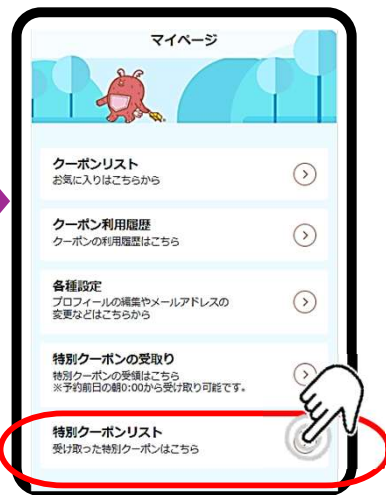 マイページ
クーポンリスト
お気に入りはこちらから
クーポン利用履歴
クーポンの利用履歴はこちら
各種設定
プロフィールの編集やメールアドレスの
変更などはこちらから
特別クーポンの受取り
特別クーポンの受領はこちら
※予約前日の朝0:00から受け取り可能です。
特別クーポンリスト
受け取った特別クーポンはこちら